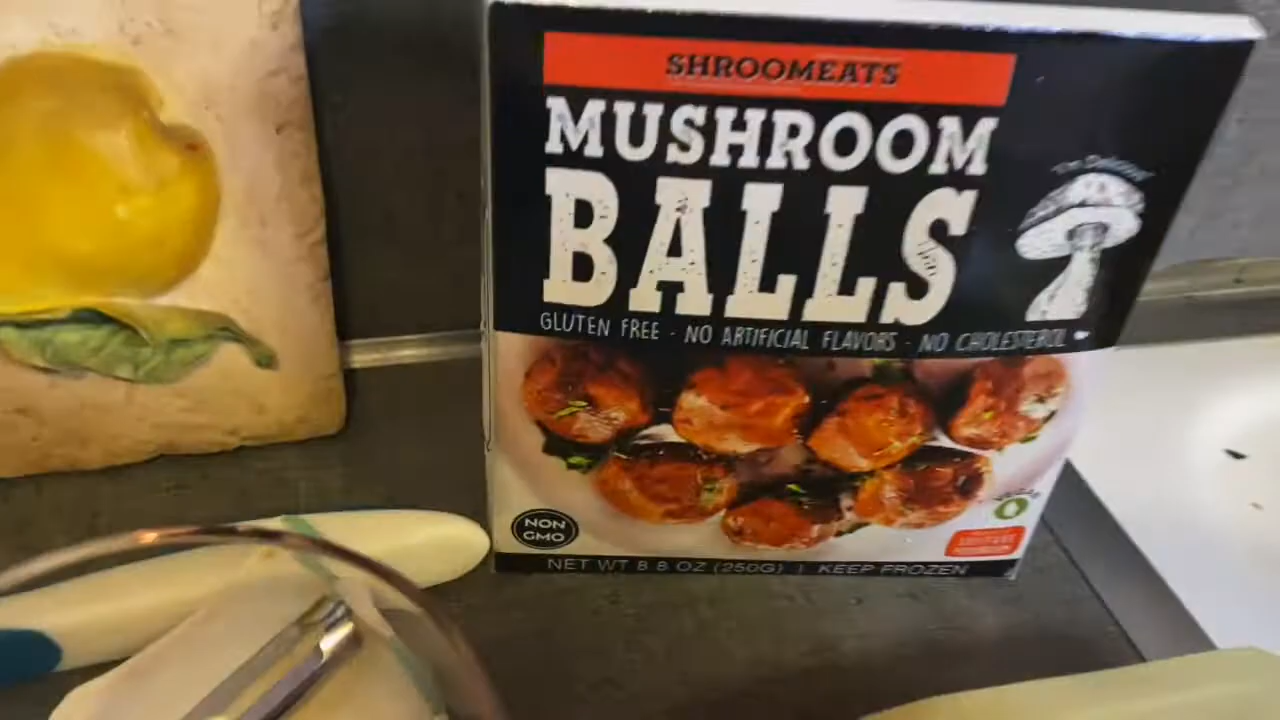 SHROOMEATS
MUSHROOM
BALLS
GLUTEN FREE - NO ARTIFICIAL FLAVORS - NO CHOLESTEROL
NON
GMO
NET WT 8.8 OZ (250G) | KEEP FROZEN